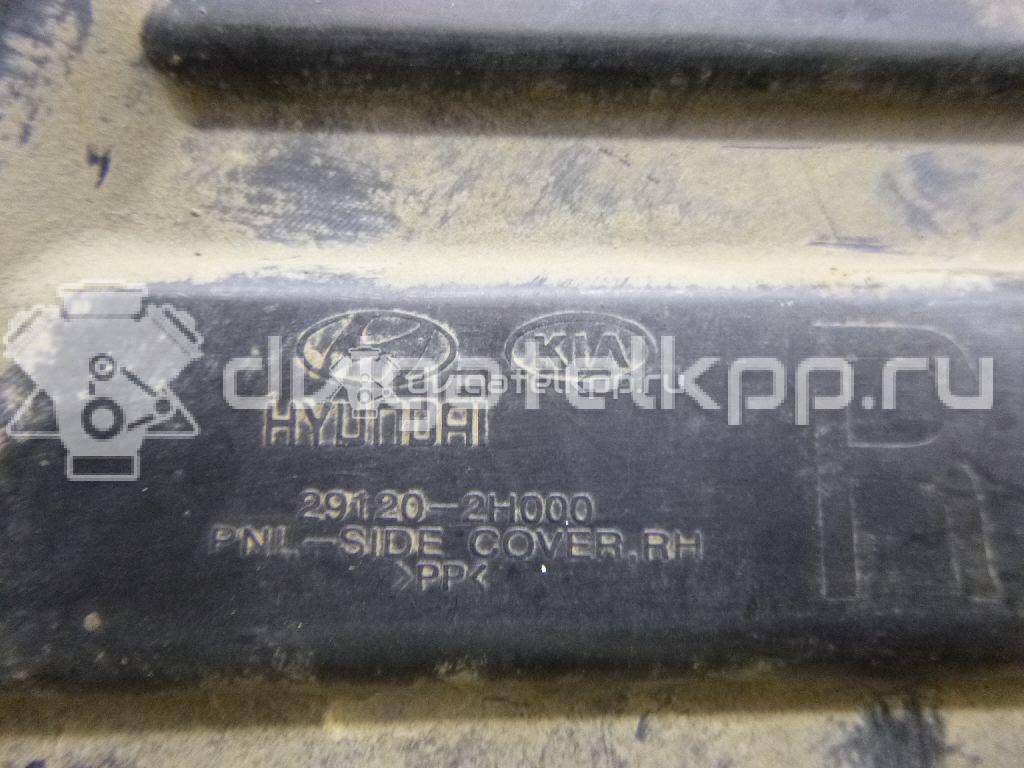 KIA
HYUNDAI
dvigatelkpp.ru
dvigatelkpp.ru
29120-2H000
PNL-SIDE COVER,RH
>PP<
R